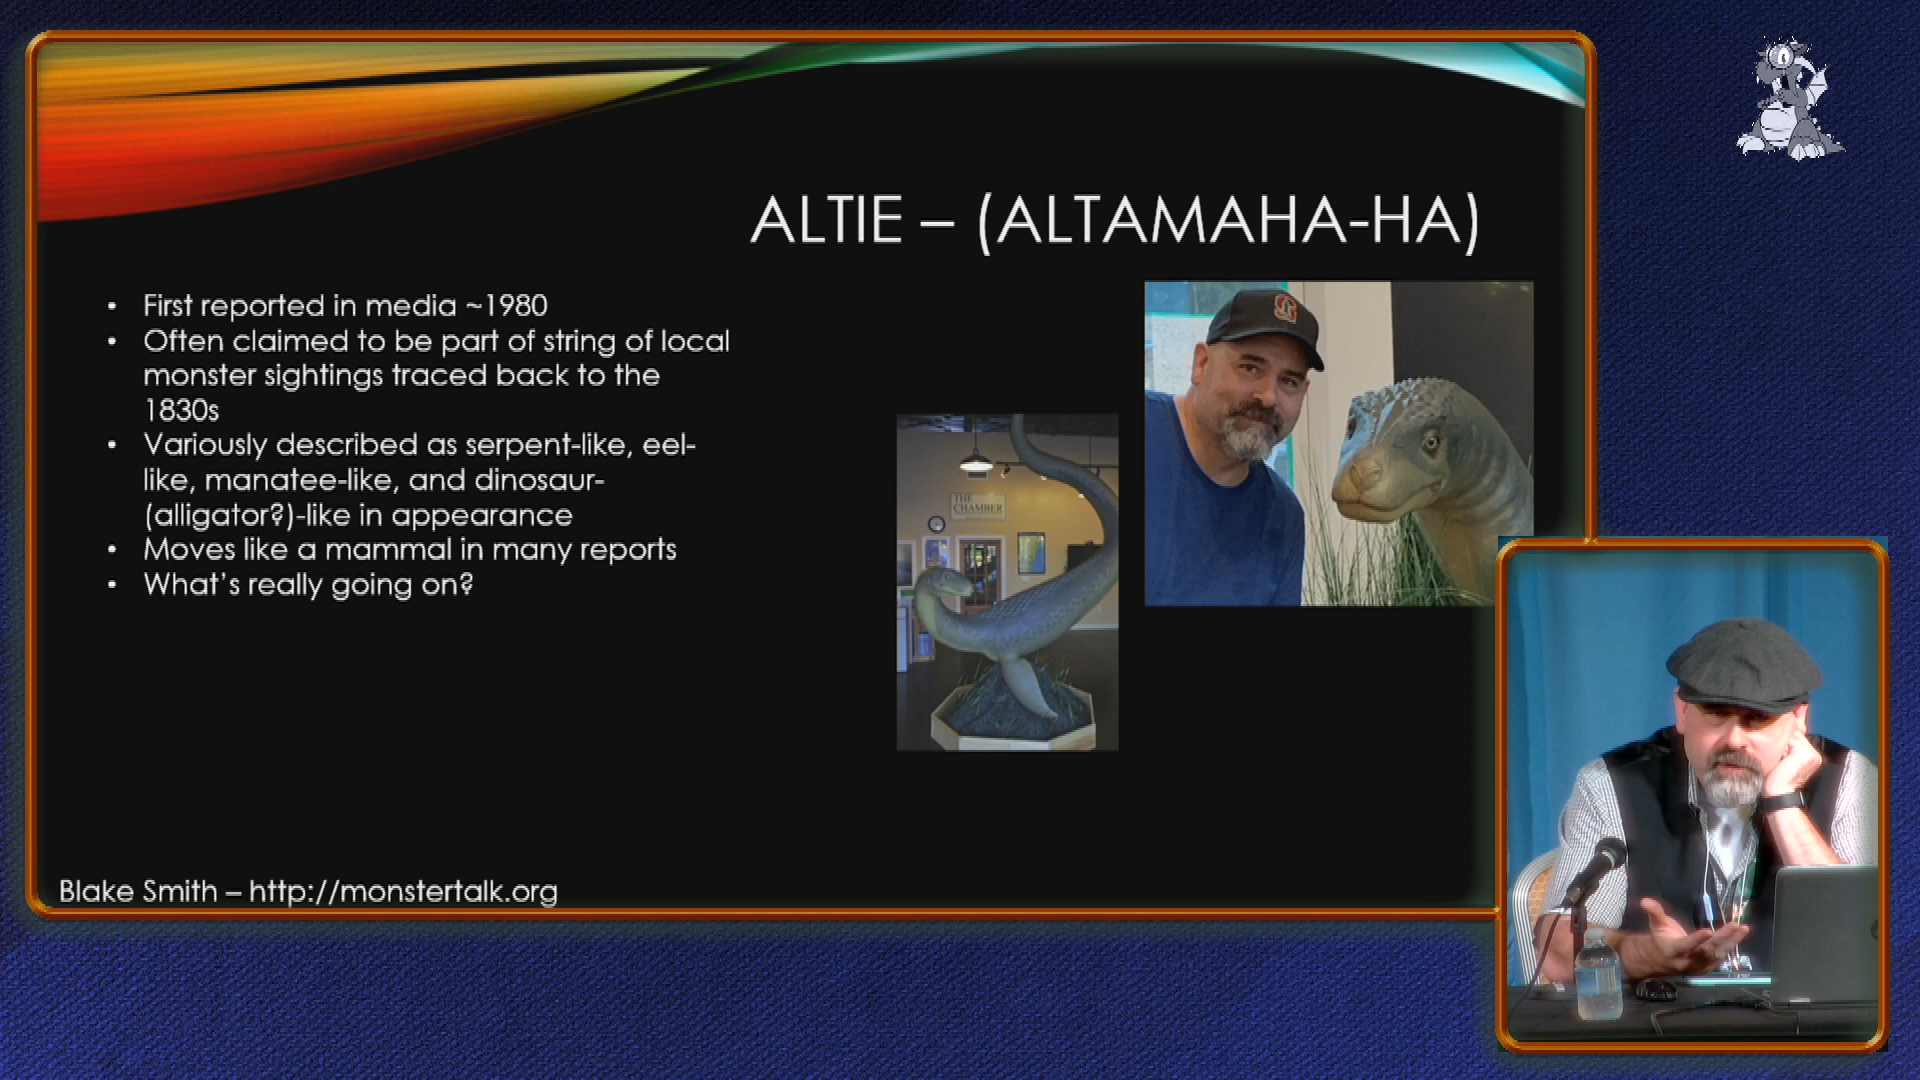 ALTIE – (ALTAMAHA-HA)
• First reported in media ~1980
• Often claimed to be part of string of local
monster sightings traced back to the
1830s
• Variously described as serpent-like, eel-
like, manatee-like, and dinosaur-
(alligator?)-like in appearance
• Moves like a mammal in many reports
• What's really going on?
S
THE
CHAMBER
Blake Smith – http://monstertalk.org